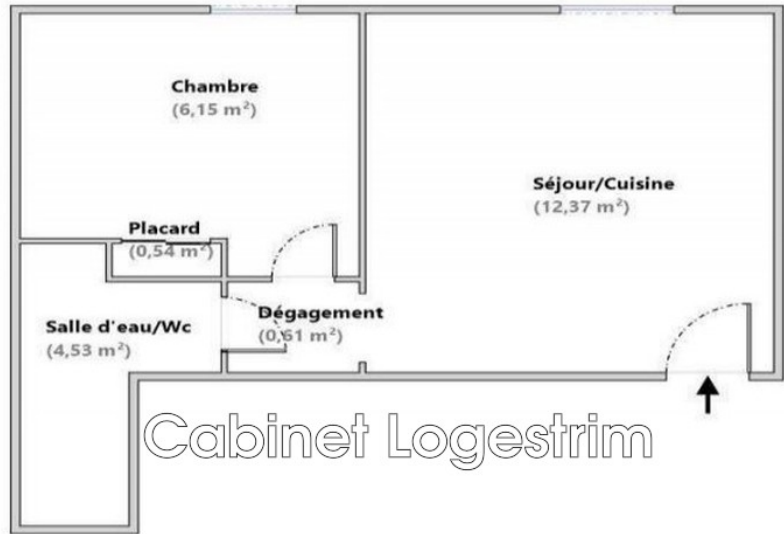 Chambre
(6,15 m²)
Séjour/Cuisine
(12,37 m²)
Placard
(0,54 m²)
Dégagement
(0,61 m²)
Salle d'eau/Wc
(4,53 m²)
Cabinet Logestrim